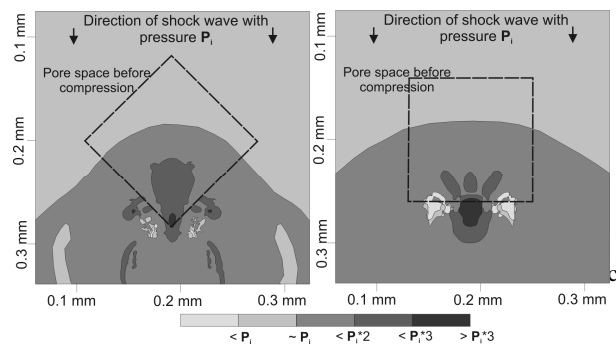 Direction of shock wave with
pressure Pi
Pore space before
compression
0.1 mm
0.2 mm
0.3 mm
0.1 mm
0.2 mm
0.3 mm
Direction of shock wave with
pressure Pi
Pore space before
compression
0.1 mm
0.2 mm
0.3 mm
0.1 mm
0.2 mm
0.3 mm
< Pi
~ Pi
< Pi*2
< Pi*3
> Pi*3